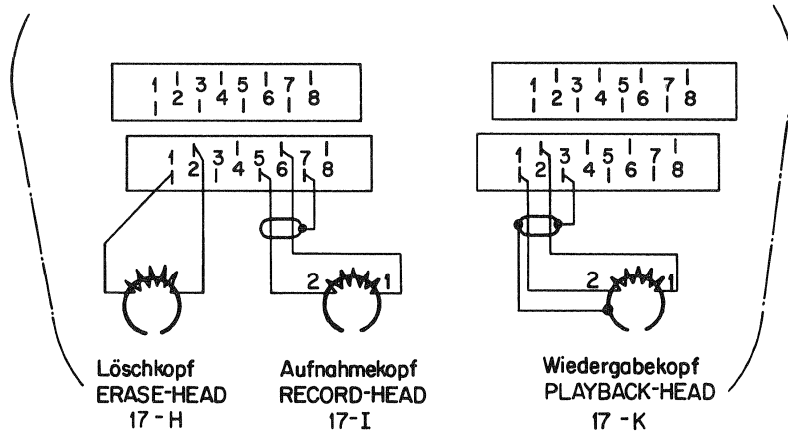 1 2 3 4 5 6 7 8
1 2 3 4 5 6 7 8
1 2 3 4 5 6 7 8
1 2 3 4 5 6 7 8
2 1
2 1
Löschkopf
ERASE-HEAD
17-H
Aufnahmekopf
RECORD-HEAD
17-I
Wiedergabekopf
PLAYBACK-HEAD
17-K